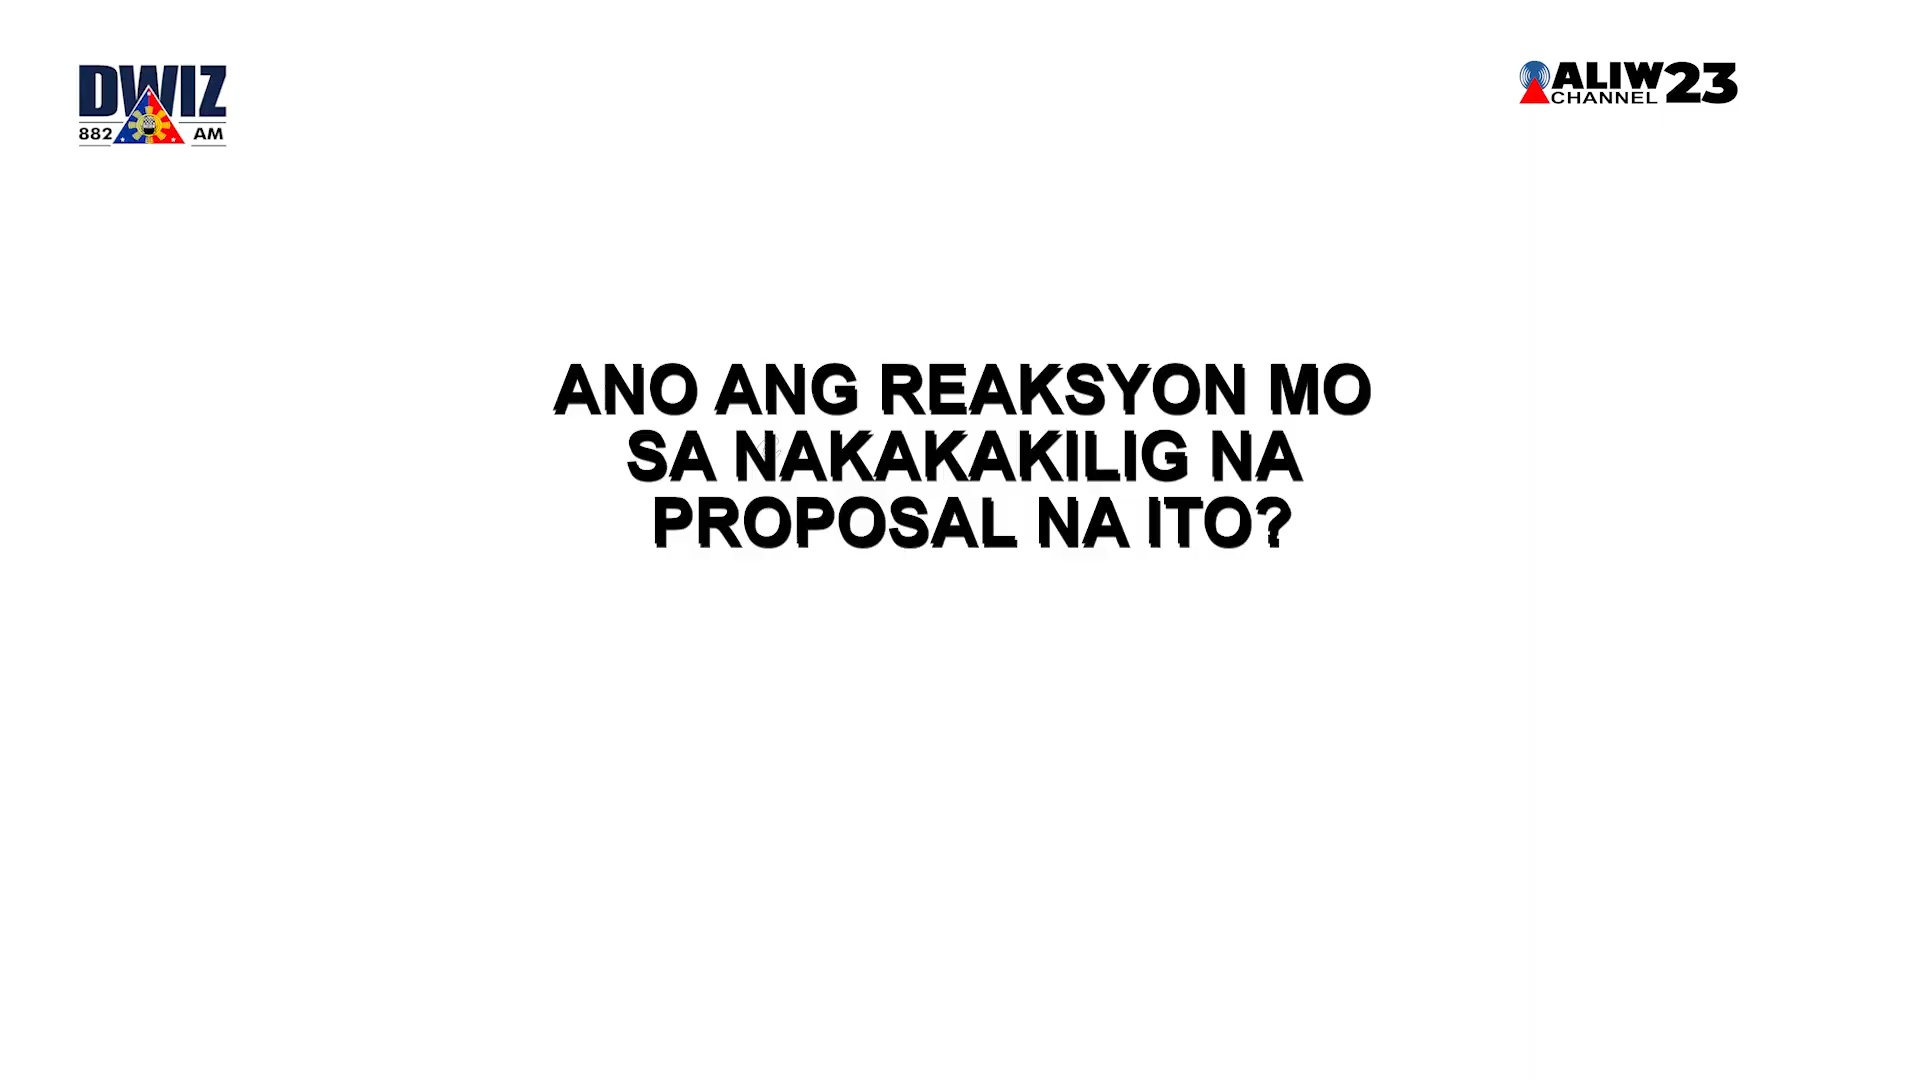 DWIZ
882 AM
ALIW 23
CHANNEL
ANO ANG REAKSYON MO
SA NAKAKAKILIG NA
PROPOSAL NA ITO?